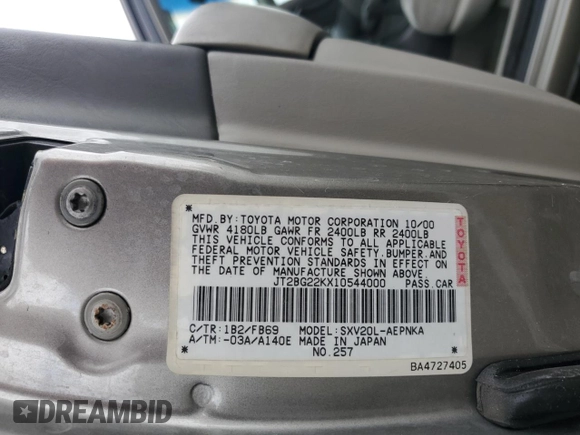 MFD.BY:TOYOTA MOTOR CORPORATION 10/00
GVWR 4180LB GAWR FR 2400LB RR 2400LB
THIS VEHICLE CONFORMS TO ALL APPLICABLE
FEDERAL MOTOR VEHICLE SAFETY,BUMPER,AND
THEFT PREVENTION STANDARDS IN EFFECT ON
THE DATE OF MANUFACTURE SHOWN ABOVE.
JT2BG22KX10544000 PASS.CAR
C/TR:1B2/FB69 MODEL:SXV20L-AEPNKA
A/TM:-03A/A140E MADE IN JAPAN
NO.257
TOYOTA
BA4727405
DREAMBID